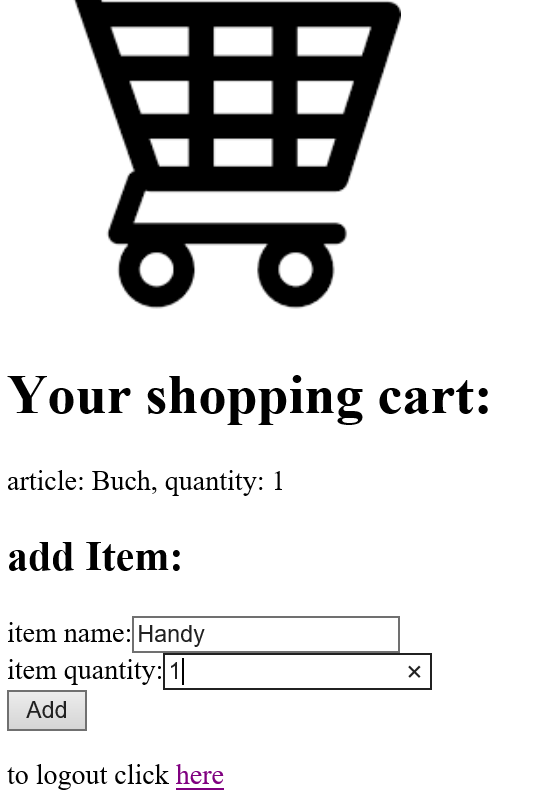 Your shopping cart:
article: Buch, quantity: 1
add Item:
item name: Handy
item quantity: 1 ×
Add
to logout click here